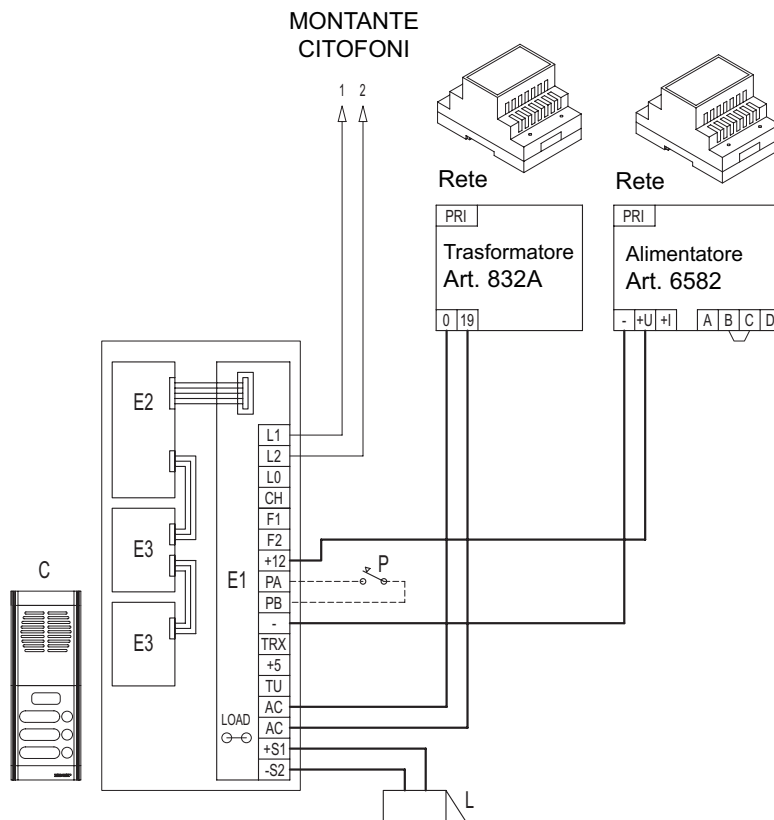 MONTANTE
CITOFONI
1 2
Rete
Rete
PRI
Trasformatore
Art. 832A
0 19
PRI
Alimentatore
Art. 6582
- +U +I A B C D
E2
E3
E3
E1
L1
L2
L0
CH
F1
F2
+12
PA
PB
-
TRX
+5
TU
AC
AC
+S1
-S2
LOAD
P
C
L